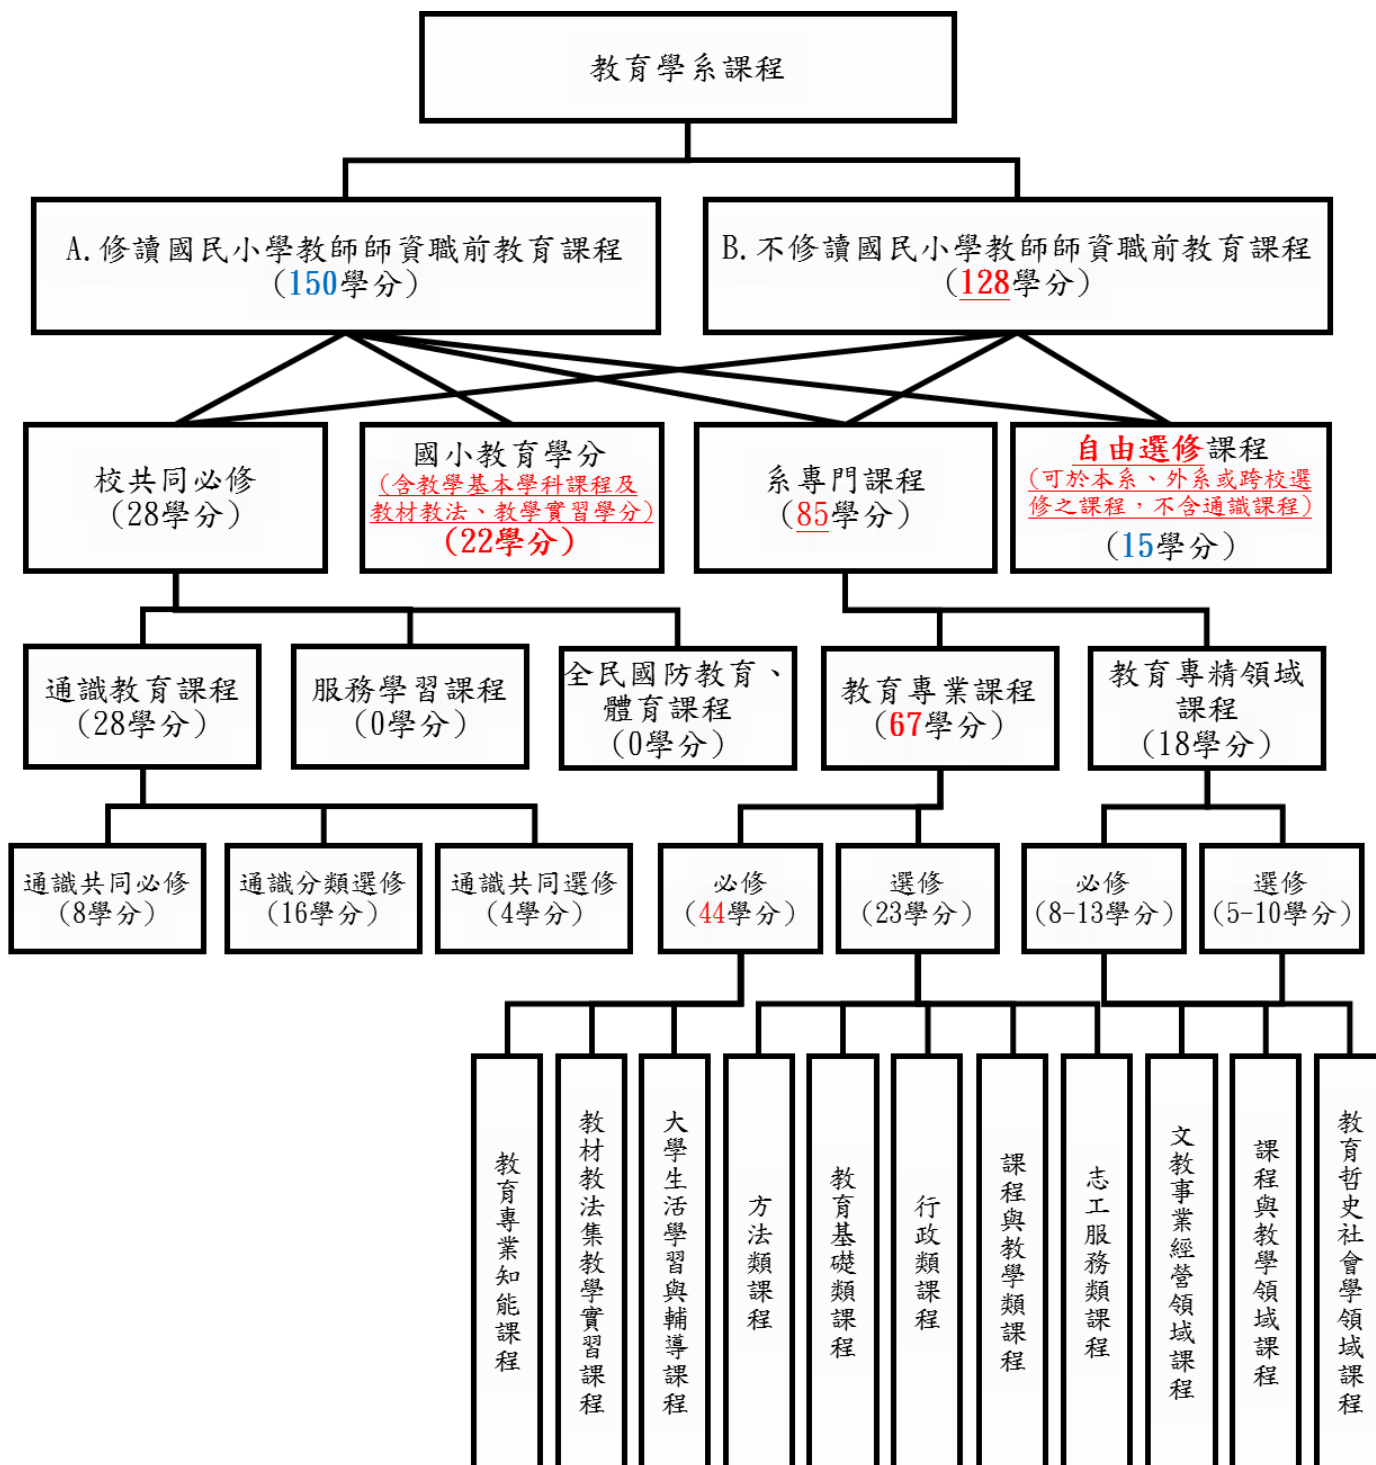 教育學系課程
A.修讀國民小學教師師資職前教育課程
(150學分)
B.不修讀國民小學教師師資職前教育課程
(128學分)
校共同必修
(28學分)
國小教育學分
(含教學基本學科課程及
教材教法、教學實習學分)
(22學分)
系專門課程
(85學分)
自由選修課程
(可於本系、外系或跨校選
修之課程，不含通識課程)
(15學分)
通識教育課程
(28學分)
服務學習課程
(0學分)
全民國防教育、
體育課程
(0學分)
教育專業課程
(67學分)
教育專精領域
課程
(18學分)
通識共同必修
(8學分)
通識分類選修
(16學分)
通識共同選修
(4學分)
必修
(44學分)
選修
(23學分)
必修
(8-13學分)
選修
(5-10學分)
教育專業知能課程
教材教法集教學實習課程
大學生活學習與輔導課程
方法類課程
教育基礎類課程
行政類課程
課程與教學類課程
志工服務類課程
文教事業經營領域課程
課程與教學領域課程
教育哲史社會學領域課程